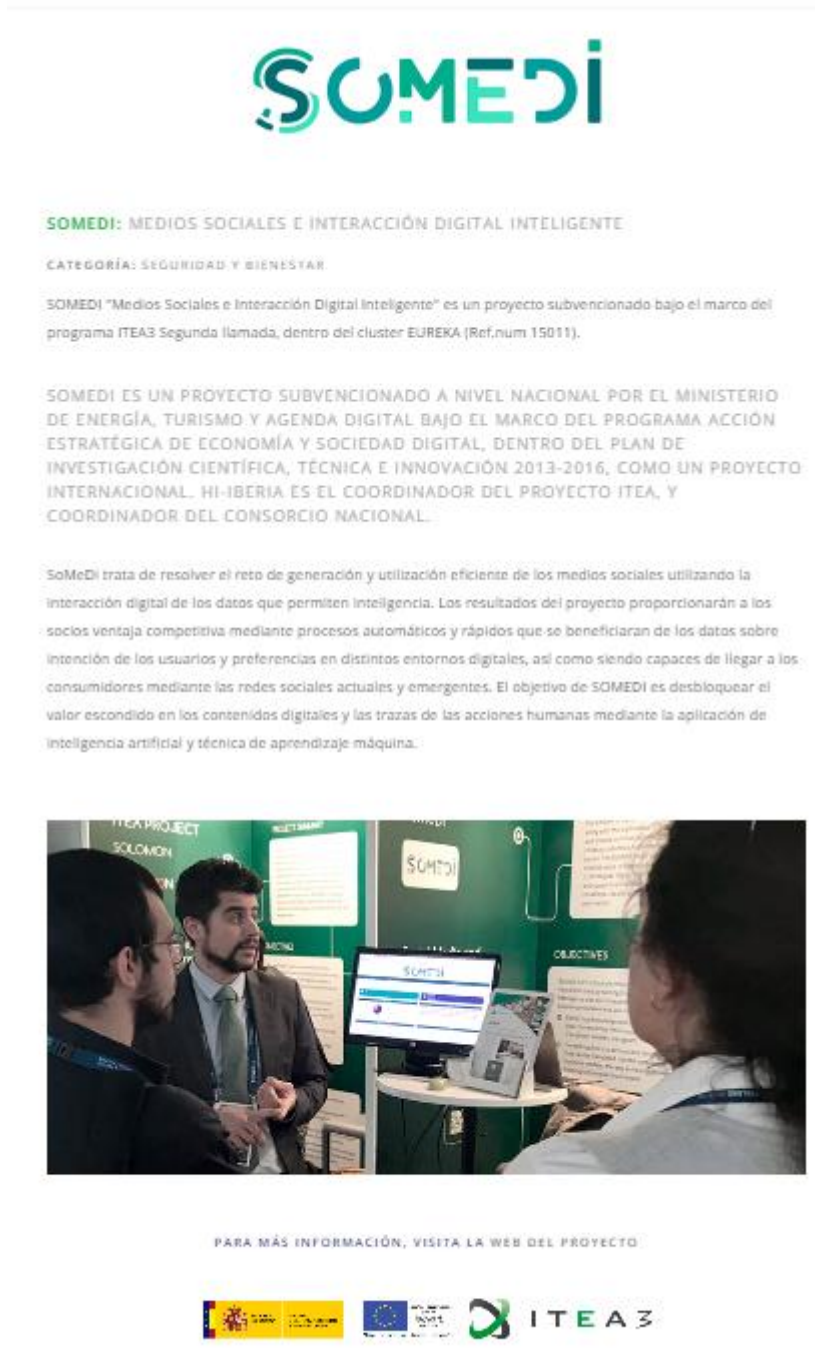 SOMEDI
SOMEDI: MEDIOS SOCIALES E INTERACCIÓN DIGITAL INTELIGENTE
CATEGORÍA: SEGURIDAD Y BIENESTAR
SOMEDI "Medios Sociales e Interacción Digital Inteligente" es un proyecto subvencionado bajo el marco del
programa ITEA3 Segunda llamada, dentro del cluster EUREKA (Ref.num 15011).
SOMEDI ES UN PROYECTO SUBVENCIONADO A NIVEL NACIONAL POR EL MINISTERIO
DE ENERGÍA, TURISMO Y AGENDA DIGITAL BAJO EL MARCO DEL PROGRAMA ACCIÓN
ESTRATÉGICA DE ECONOMÍA Y SOCIEDAD DIGITAL, DENTRO DEL PLAN DE
INVESTIGACIÓN CIENTÍFICA, TÉCNICA E INNOVACIÓN 2013-2016, COMO UN PROYECTO
INTERNACIONAL. HI-IBERIA ES EL COORDINADOR DEL PROYECTO ITEA, Y
COORDINADOR DEL CONSORCIO NACIONAL.
SoMeDi trata de resolver el reto de generación y utilización eficiente de los medios sociales utilizando la
interacción digital de los datos que permiten inteligencia. Los resultados del proyecto proporcionarán a los
socios ventaja competitiva mediante procesos automáticos y rápidos que se beneficiaran de los datos sobre
intención de los usuarios y preferencias en distintos entornos digitales, así como siendo capaces de llegar a los
consumidores mediante las redes sociales actuales y emergentes. El objetivo de SOMEDI es desbloquear el
valor escondido en los contenidos digitales y las trazas de las acciones humanas mediante la aplicación de
inteligencia artificial y técnica de aprendizaje máquina.
ITEA PROJECT
SOLOMON
SOMEDI
OBJECTIVES
SOMEDI
PARA MÁS INFORMACIÓN, VISITA LA WEB DEL PROYECTO
ITEA3